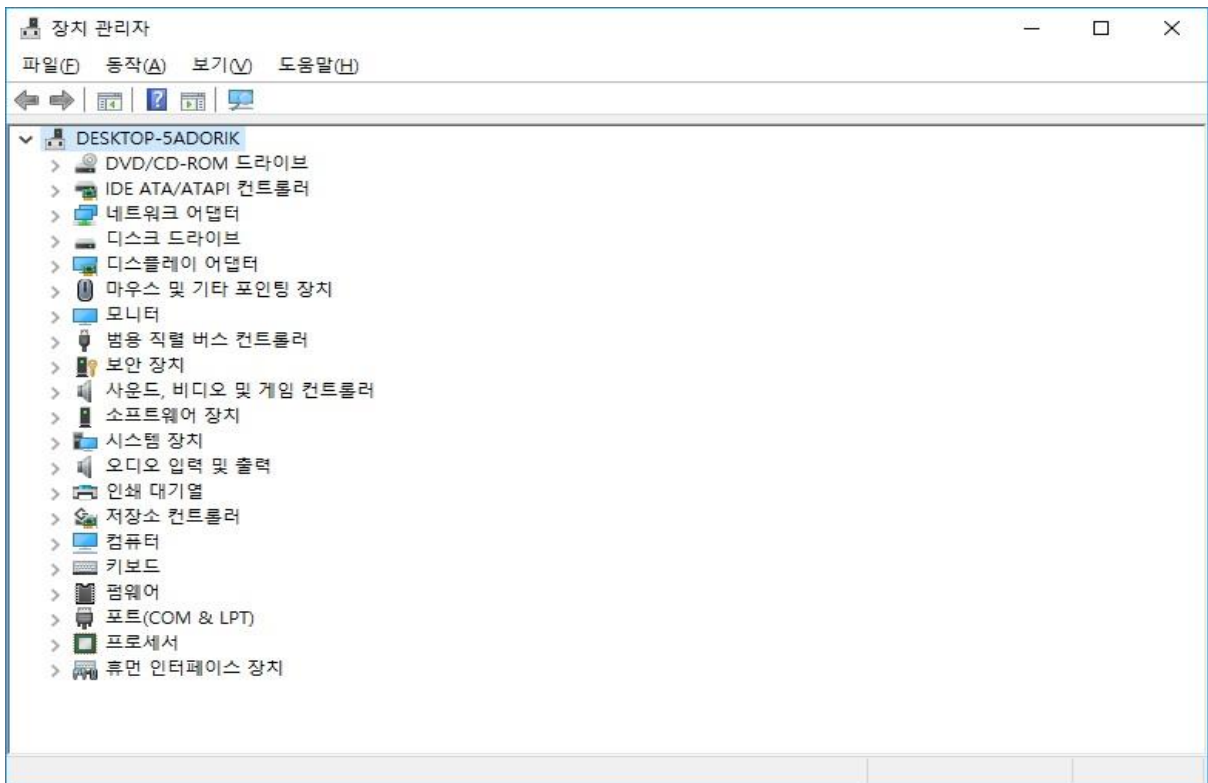 장치 관리자
파일(F) 동작(A) 보기(V) 도움말(H)
DESKTOP-5ADORIK
DVD/CD-ROM 드라이브
IDE ATA/ATAPI 컨트롤러
네트워크 어댑터
디스크 드라이브
디스플레이 어댑터
마우스 및 기타 포인팅 장치
모니터
범용 직렬 버스 컨트롤러
보안 장치
사운드, 비디오 및 게임 컨트롤러
소프트웨어 장치
시스템 장치
오디오 입력 및 출력
인쇄 대기열
저장소 컨트롤러
컴퓨터
키보드
펌웨어
포트(COM & LPT)
프로세서
휴먼 인터페이스 장치